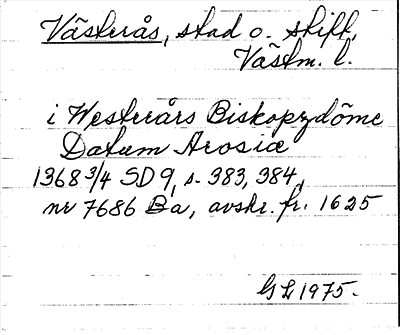 Västerås, stad o. stift,
Västm. l.
i Westerårs Biskopzdöme
Datum Arosiæ
1368 3/4 SD 9, s. 383, 384,
nr 7686 Ba, avskr. fr. 1625
GL 1975.